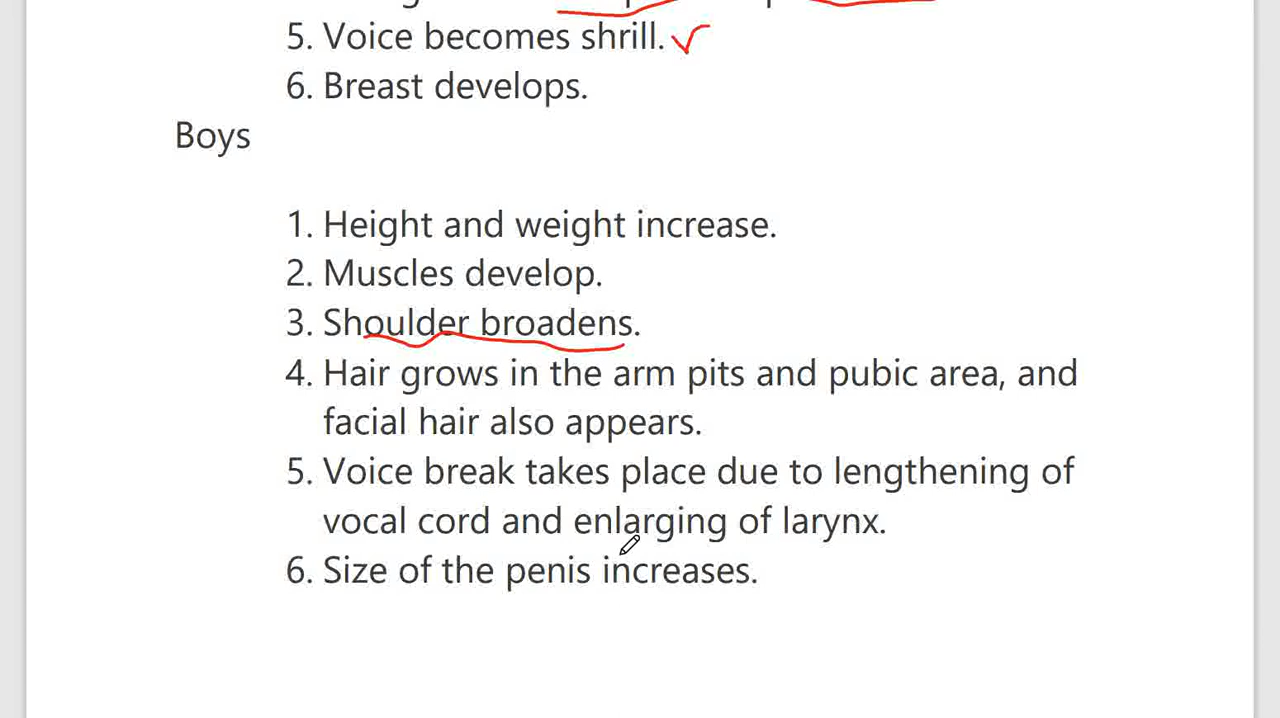 5. Voice becomes shrill.
6. Breast develops.
Boys
1. Height and weight increase.
2. Muscles develop.
3. Shoulder broadens.
4. Hair grows in the arm pits and pubic area, and
facial hair also appears.
5. Voice break takes place due to lengthening of
vocal cord and enlarging of larynx.
6. Size of the penis increases.